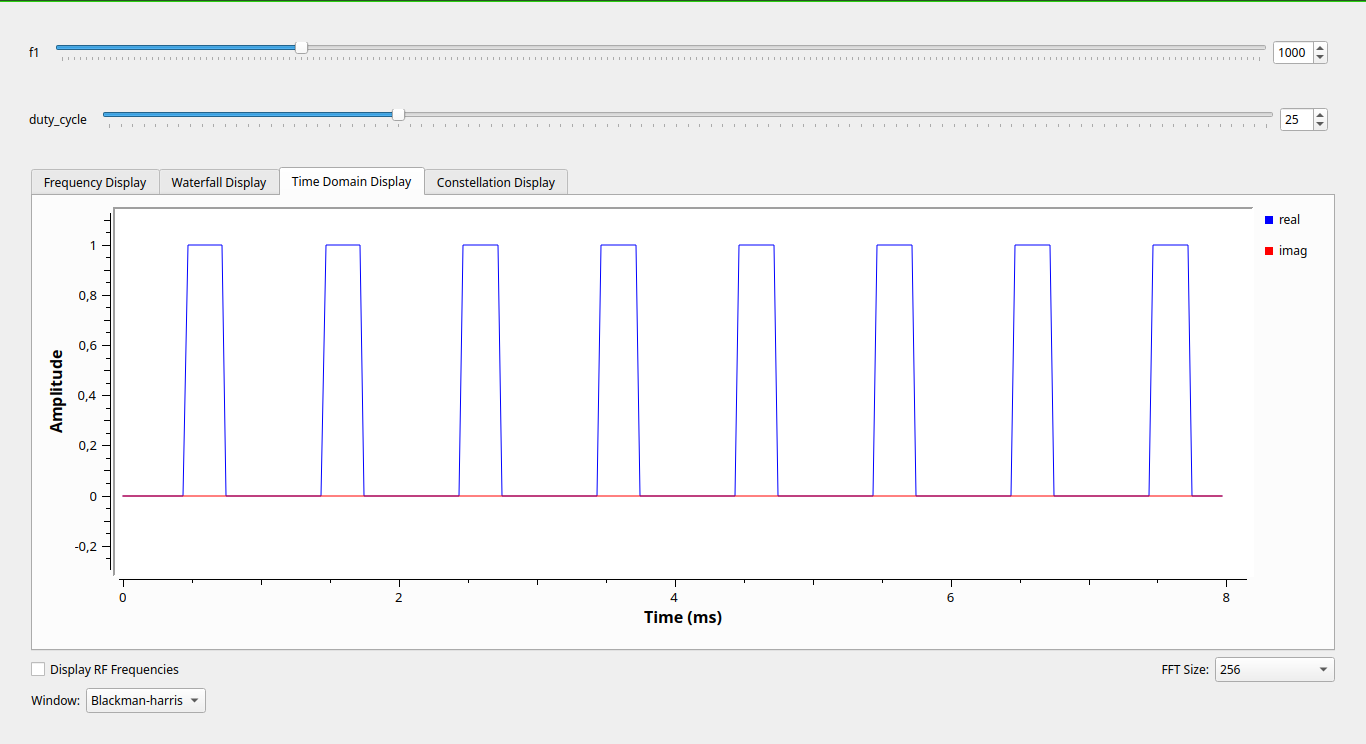 f1 1000
duty_cycle 25
Frequency Display Waterfall Display Time Domain Display Constellation Display
real
imag
1
0,8
0,6
0,4
0,2
0
-0,2
Amplitude
0 2 4 6 8
Time (ms)
Display RF Frequencies FFT Size: 256
Window: Blackman-harris